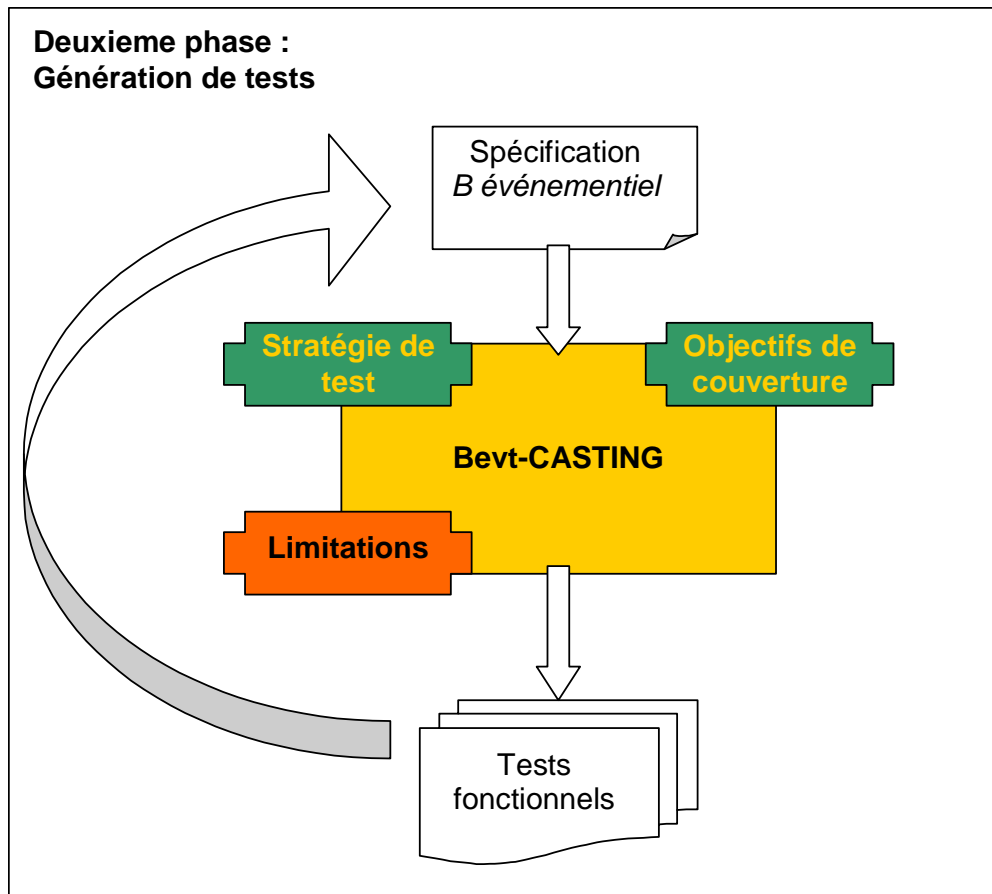 Deuxieme phase :
Génération de tests
Spécification
B événementiel
Stratégie de
test
Objectifs de
couverture
Bevt-CASTING
Limitations
Tests
fonctionnels